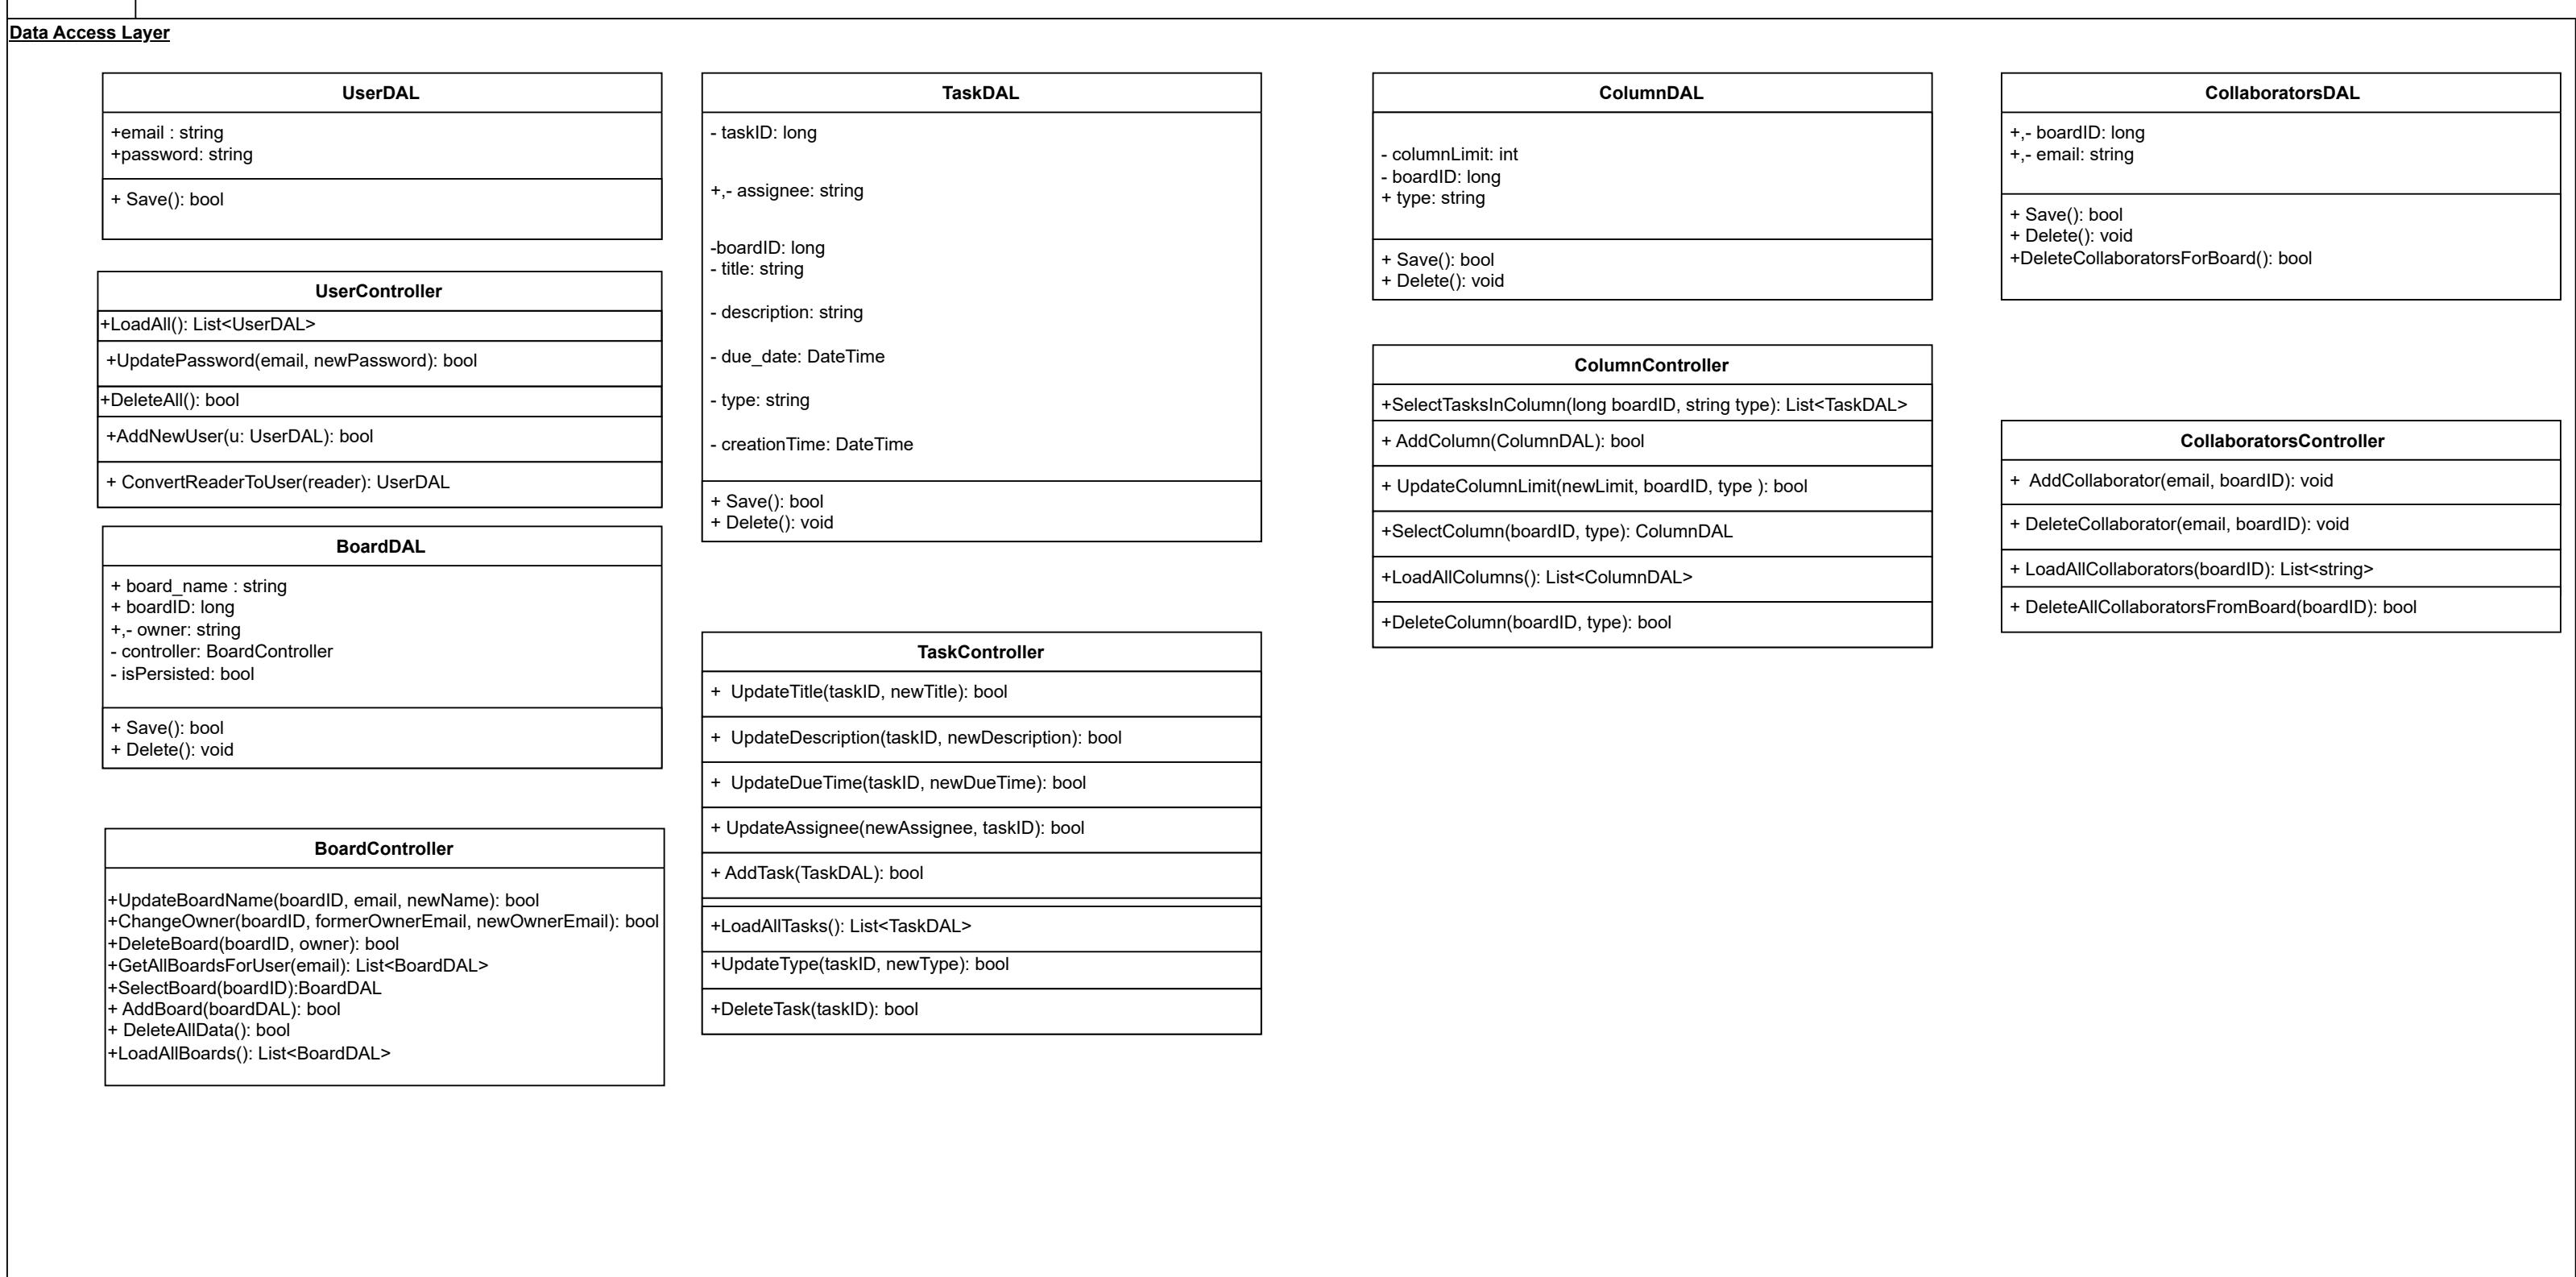 Data Access Layer
UserDAL
+email : string
+password: string
+ Save(): bool
UserController
+LoadAll(): List<UserDAL>
+UpdatePassword(email, newPassword): bool
+DeleteAll(): bool
+AddNewUser(u: UserDAL): bool
+ ConvertReaderToUser(reader): UserDAL
BoardDAL
+ board_name : string
+ boardID: long
+,- owner: string
- controller: BoardController
- isPersisted: bool
+ Save(): bool
+ Delete(): void
BoardController
+UpdateBoardName(boardID, email, newName): bool
+ChangeOwner(boardID, formerOwnerEmail, newOwnerEmail): bool
+DeleteBoard(boardID, owner): bool
+GetAllBoardsForUser(email): List<BoardDAL>
+SelectBoard(boardID):BoardDAL
+ AddBoard(boardDAL): bool
+ DeleteAllData(): bool
+LoadAllBoards(): List<BoardDAL>
TaskDAL
- taskID: long
+,- assignee: string
-boardID: long
- title: string
- description: string
- due_date: DateTime
- type: string
- creationTime: DateTime
+ Save(): bool
+ Delete(): void
TaskController
+  UpdateTitle(taskID, newTitle): bool
+  UpdateDescription(taskID, newDescription): bool
+  UpdateDueTime(taskID, newDueTime): bool
+ UpdateAssignee(newAssignee, taskID): bool
+ AddTask(TaskDAL): bool
+LoadAllTasks(): List<TaskDAL>
+UpdateType(taskID, newType): bool
+DeleteTask(taskID): bool
ColumnDAL
- columnLimit: int
- boardID: long
+ type: string
+ Save(): bool
+ Delete(): void
ColumnController
+SelectTasksInColumn(long boardID, string type): List<TaskDAL>
+ AddColumn(ColumnDAL): bool
+ UpdateColumnLimit(newLimit, boardID, type ): bool
+SelectColumn(boardID, type): ColumnDAL
+LoadAllColumns(): List<ColumnDAL>
+DeleteColumn(boardID, type): bool
CollaboratorsDAL
+,- boardID: long
+,- email: string
+ Save(): bool
+ Delete(): void
+DeleteCollaboratorsForBoard(): bool
CollaboratorsController
+  AddCollaborator(email, boardID): void
+ DeleteCollaborator(email, boardID): void
+ LoadAllCollaborators(boardID): List<string>
+ DeleteAllCollaboratorsFromBoard(boardID): bool